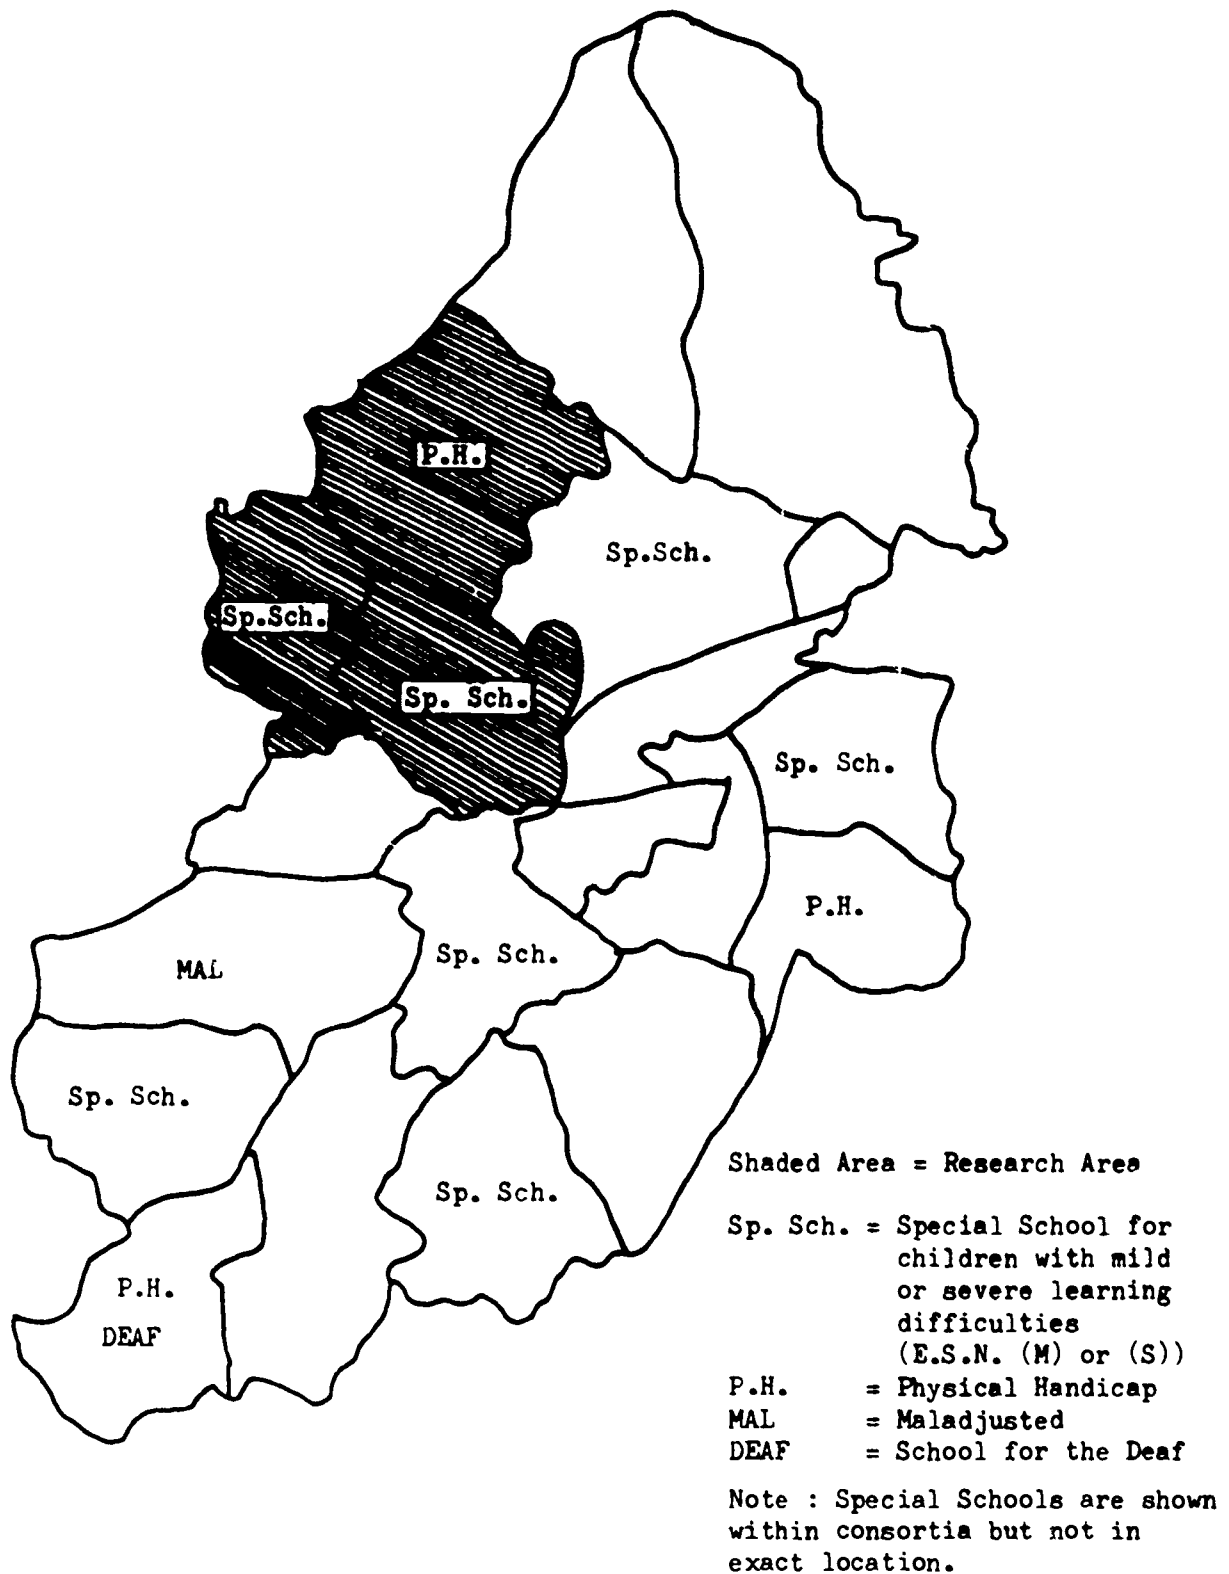 P.H.
Sp.Sch.
Sp.Sch.
Sp. Sch.
Sp. Sch.
P.H.
Sp. Sch.
MAL
Sp. Sch.
Sp. Sch.
P.H.
DEAF
Shaded Area = Research Area
Sp. Sch. = Special School for
children with mild
or severe learning
difficulties
(E.S.N. (M) or (S))
P.H. = Physical Handicap
MAL = Maladjusted
DEAF = School for the Deaf
Note : Special Schools are shown
within consortia but not in
exact location.